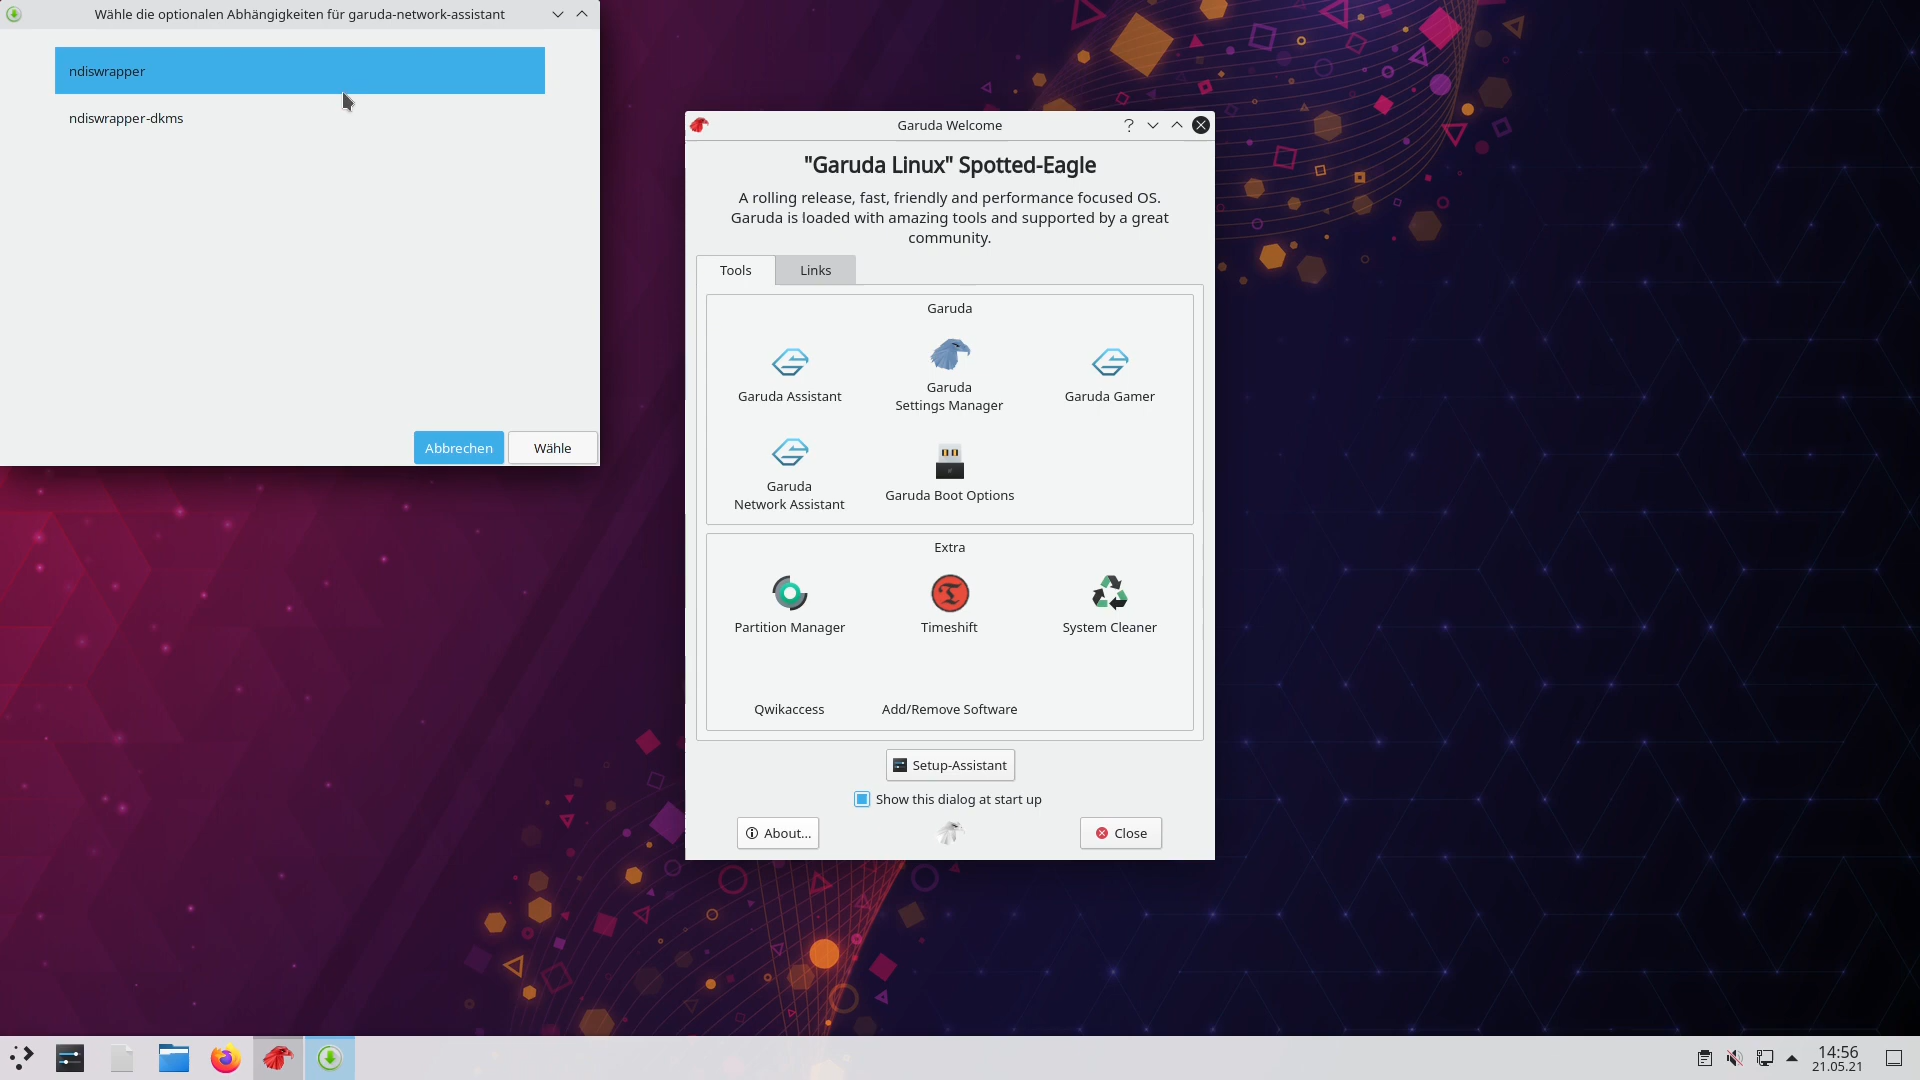 Wähle die optionalen Abhängigkeiten für garuda-network-assistant
ndiswrapper
ndiswrapper-dkms
Abbrechen
Wähle
Garuda Welcome
"Garuda Linux" Spotted-Eagle
A rolling release, fast, friendly and performance focused OS.
Garuda is loaded with amazing tools and supported by a great
community.
Tools
Links
Garuda
Garuda Assistant
Garuda
Settings Manager
Garuda Gamer
Garuda
Network Assistant
Garuda Boot Options
Extra
Partition Manager
Timeshift
System Cleaner
Qwikaccess
Add/Remove Software
Setup-Assistant
Show this dialog at start up
About...
Close
14:56
21.05.21